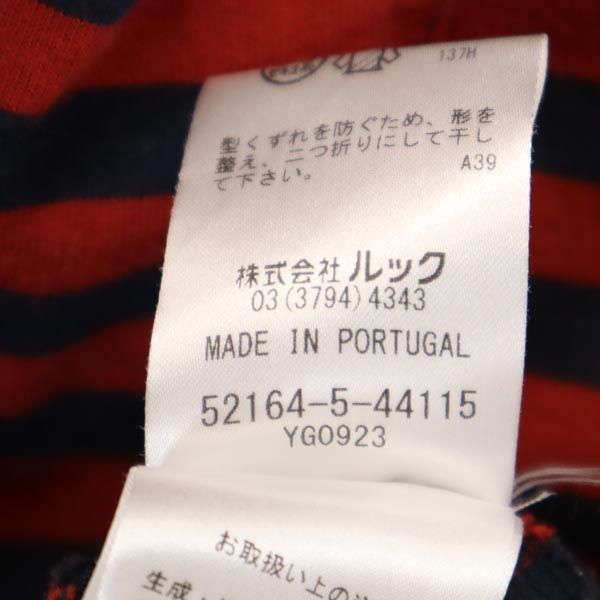 137H
型くずれを防ぐため、形を
整え、二つ折りにして干し
て下さい。
A39
株式会社 ルック
03(3794)4343
MADE IN PORTUGAL
52164-5-44115
YG0923
お取扱い上の
生成・